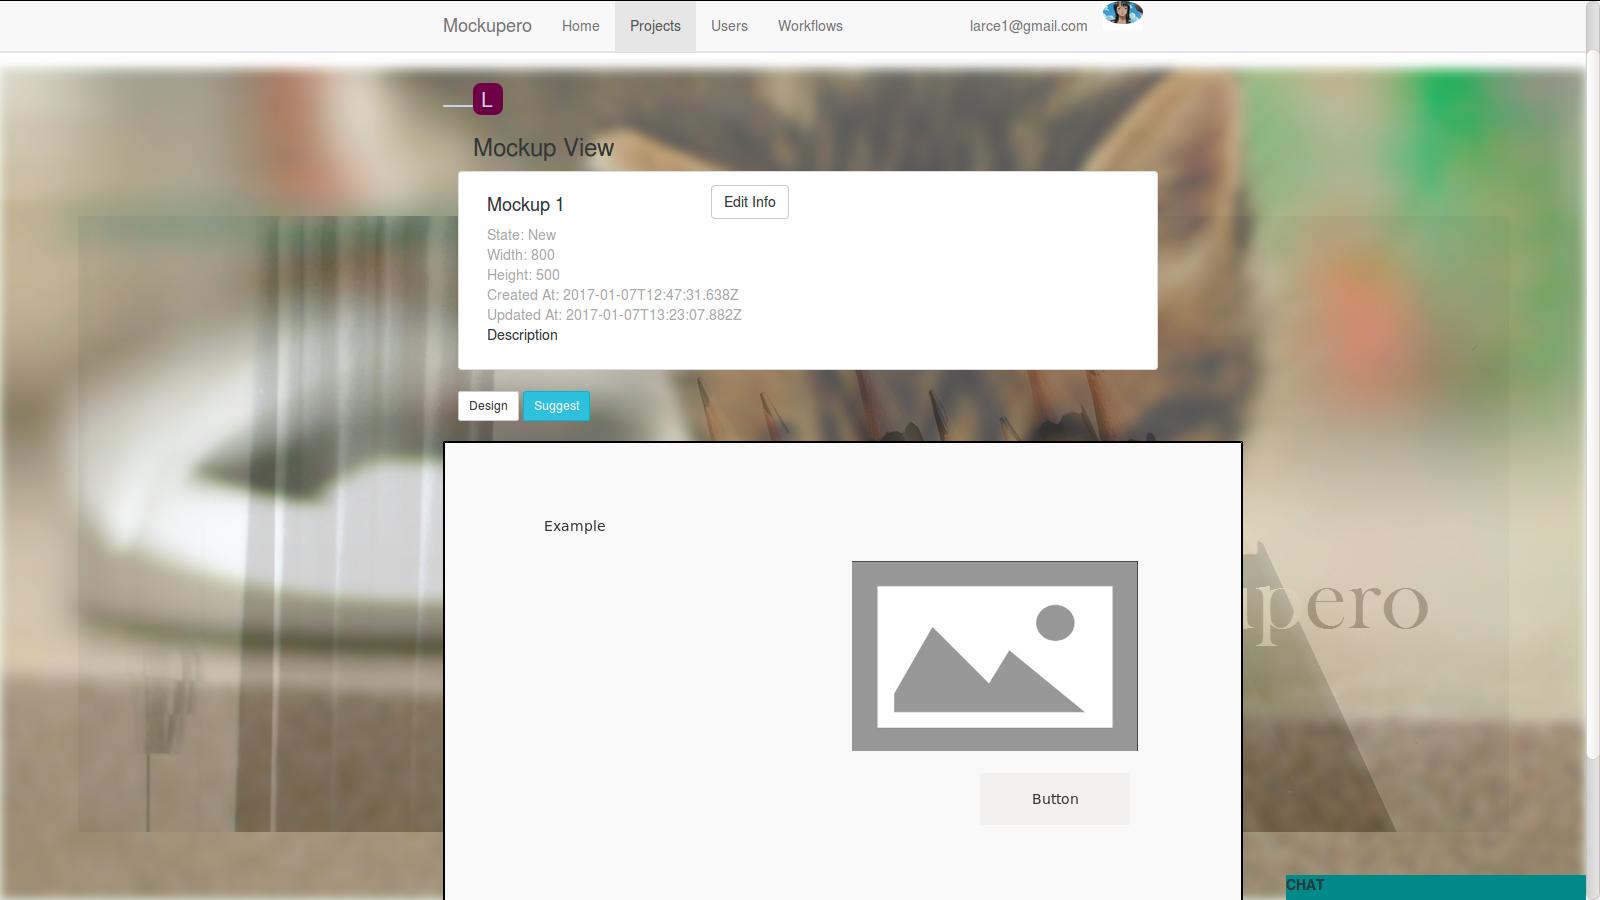 Mockupero Home Projects Users Workflows larce1@gmail.com
L
Mockup View
Mockup 1 Edit Info
State: New
Width: 800
Height: 500
Created At: 2017-01-07T12:47:31.638Z
Updated At: 2017-01-07T13:23:07.882Z
Description
Design Suggest
Example
upero
Button
CHAT